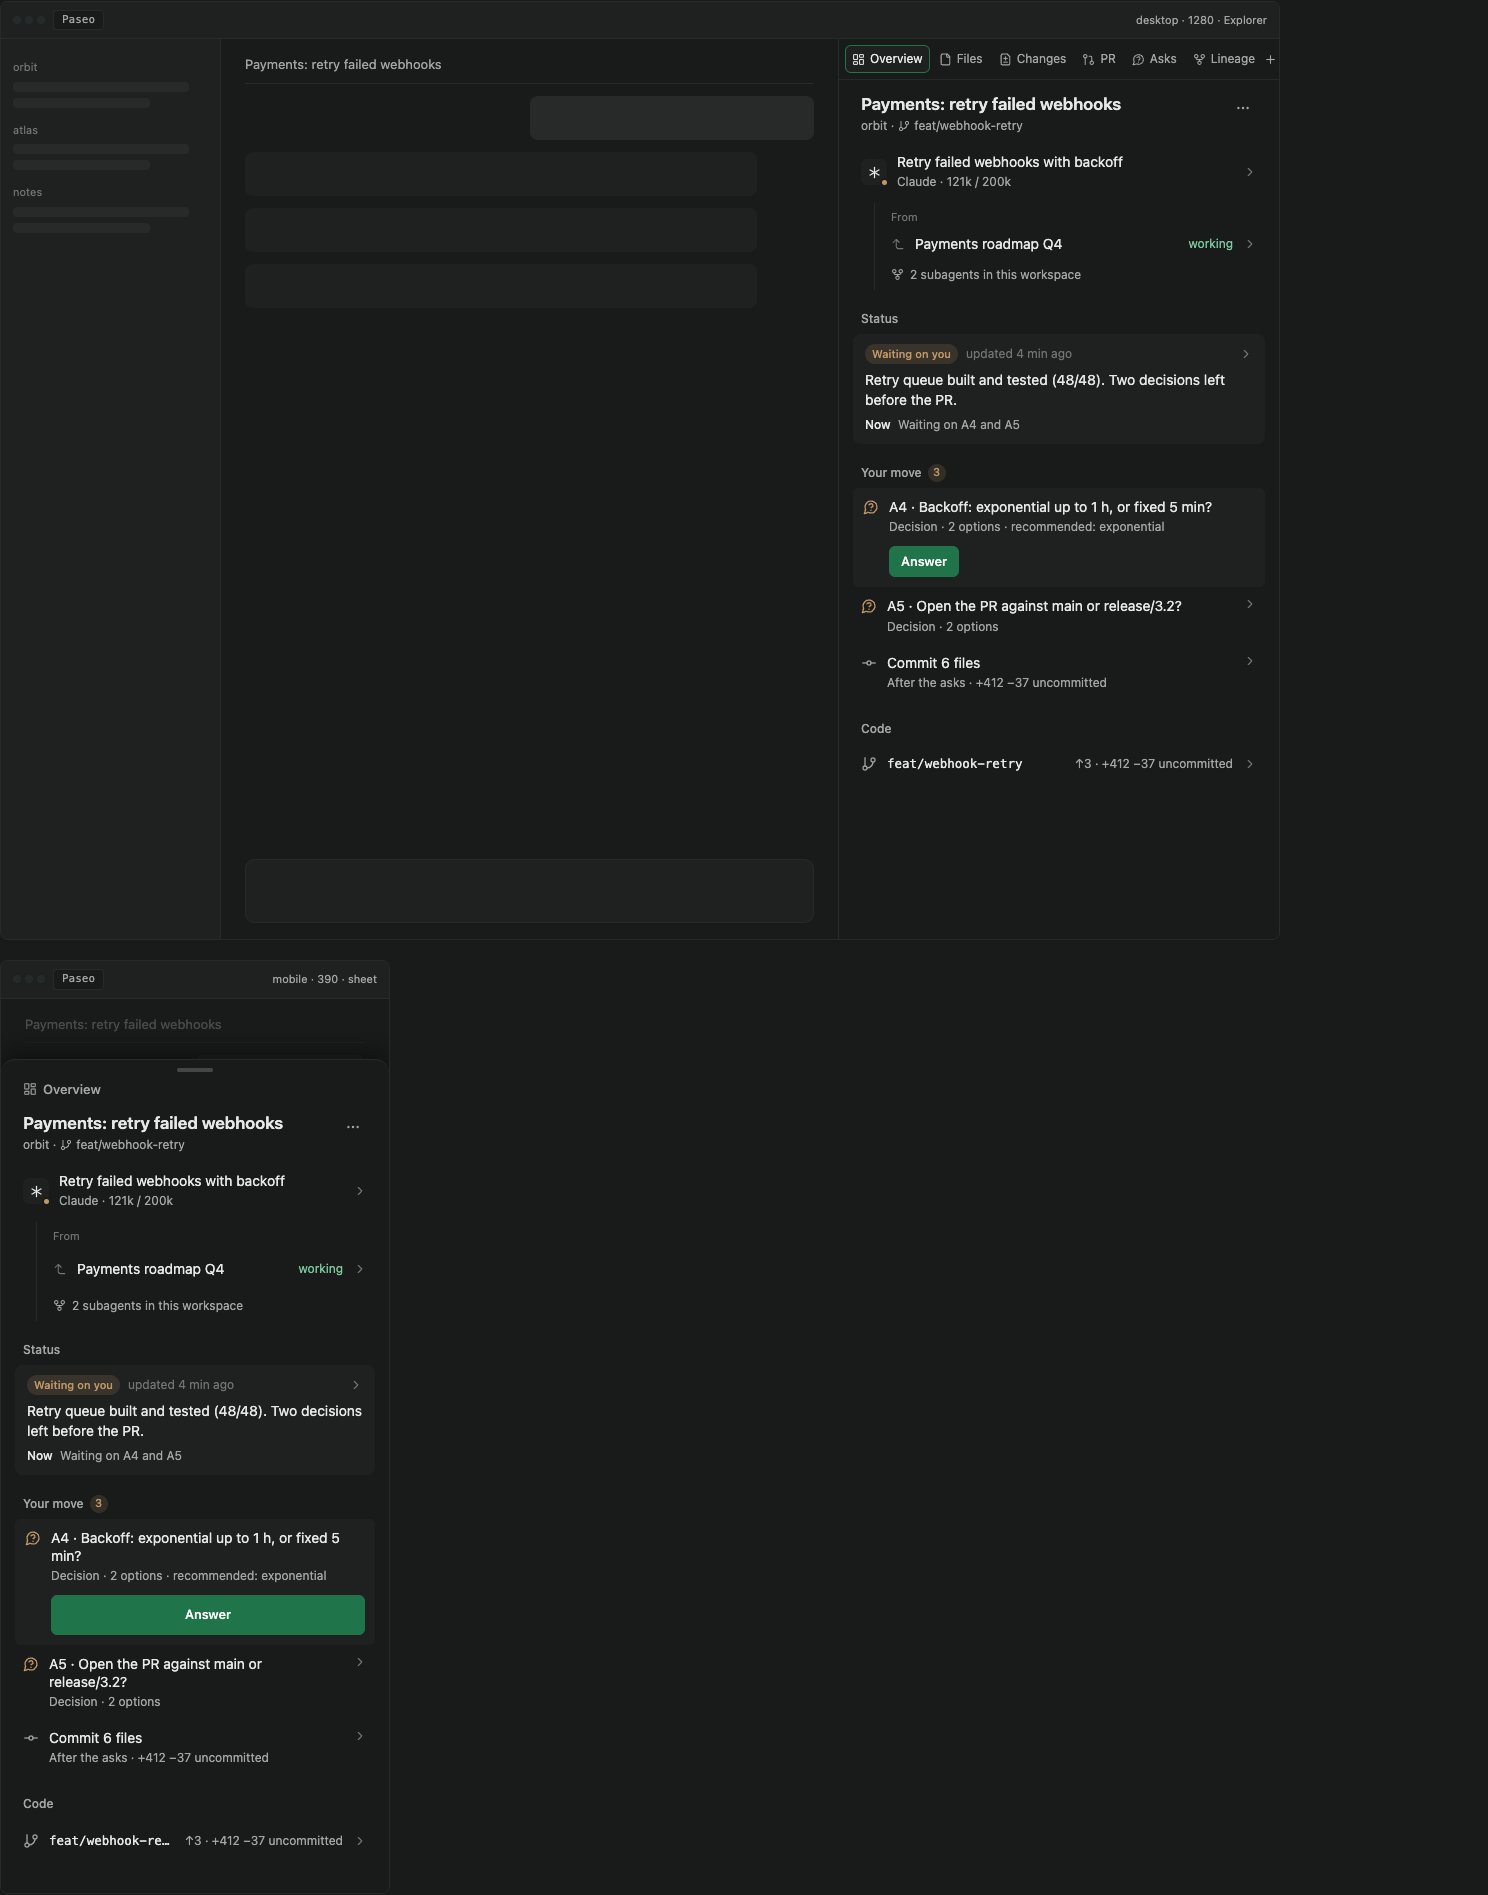 Paseo
desktop · 1280 · Explorer
orbit
atlas
notes
Payments: retry failed webhooks
Overview
Files
Changes
PR
Asks
Lineage
+
Payments: retry failed webhooks
...
orbit · feat/webhook-retry
Retry failed webhooks with backoff
Claude · 121k / 200k
From
Payments roadmap Q4
working
2 subagents in this workspace
Status
Waiting on you
updated 4 min ago
Retry queue built and tested (48/48). Two decisions left
before the PR.
Now Waiting on A4 and A5
Your move 3
A4 · Backoff: exponential up to 1 h, or fixed 5 min?
Decision · 2 options · recommended: exponential
Answer
A5 · Open the PR against main or release/3.2?
Decision · 2 options
Commit 6 files
After the asks · +412 −37 uncommitted
Code
feat/webhook-retry
↑3 · +412 −37 uncommitted
Paseo
mobile · 390 · sheet
Payments: retry failed webhooks
Overview
Payments: retry failed webhooks
...
orbit · feat/webhook-retry
Retry failed webhooks with backoff
Claude · 121k / 200k
From
Payments roadmap Q4
working
2 subagents in this workspace
Status
Waiting on you
updated 4 min ago
Retry queue built and tested (48/48). Two decisions
left before the PR.
Now Waiting on A4 and A5
Your move 3
A4 · Backoff: exponential up to 1 h, or fixed 5
min?
Decision · 2 options · recommended: exponential
Answer
A5 · Open the PR against main or
release/3.2?
Decision · 2 options
Commit 6 files
After the asks · +412 −37 uncommitted
Code
feat/webhook-re…
↑3 · +412 −37 uncommitted